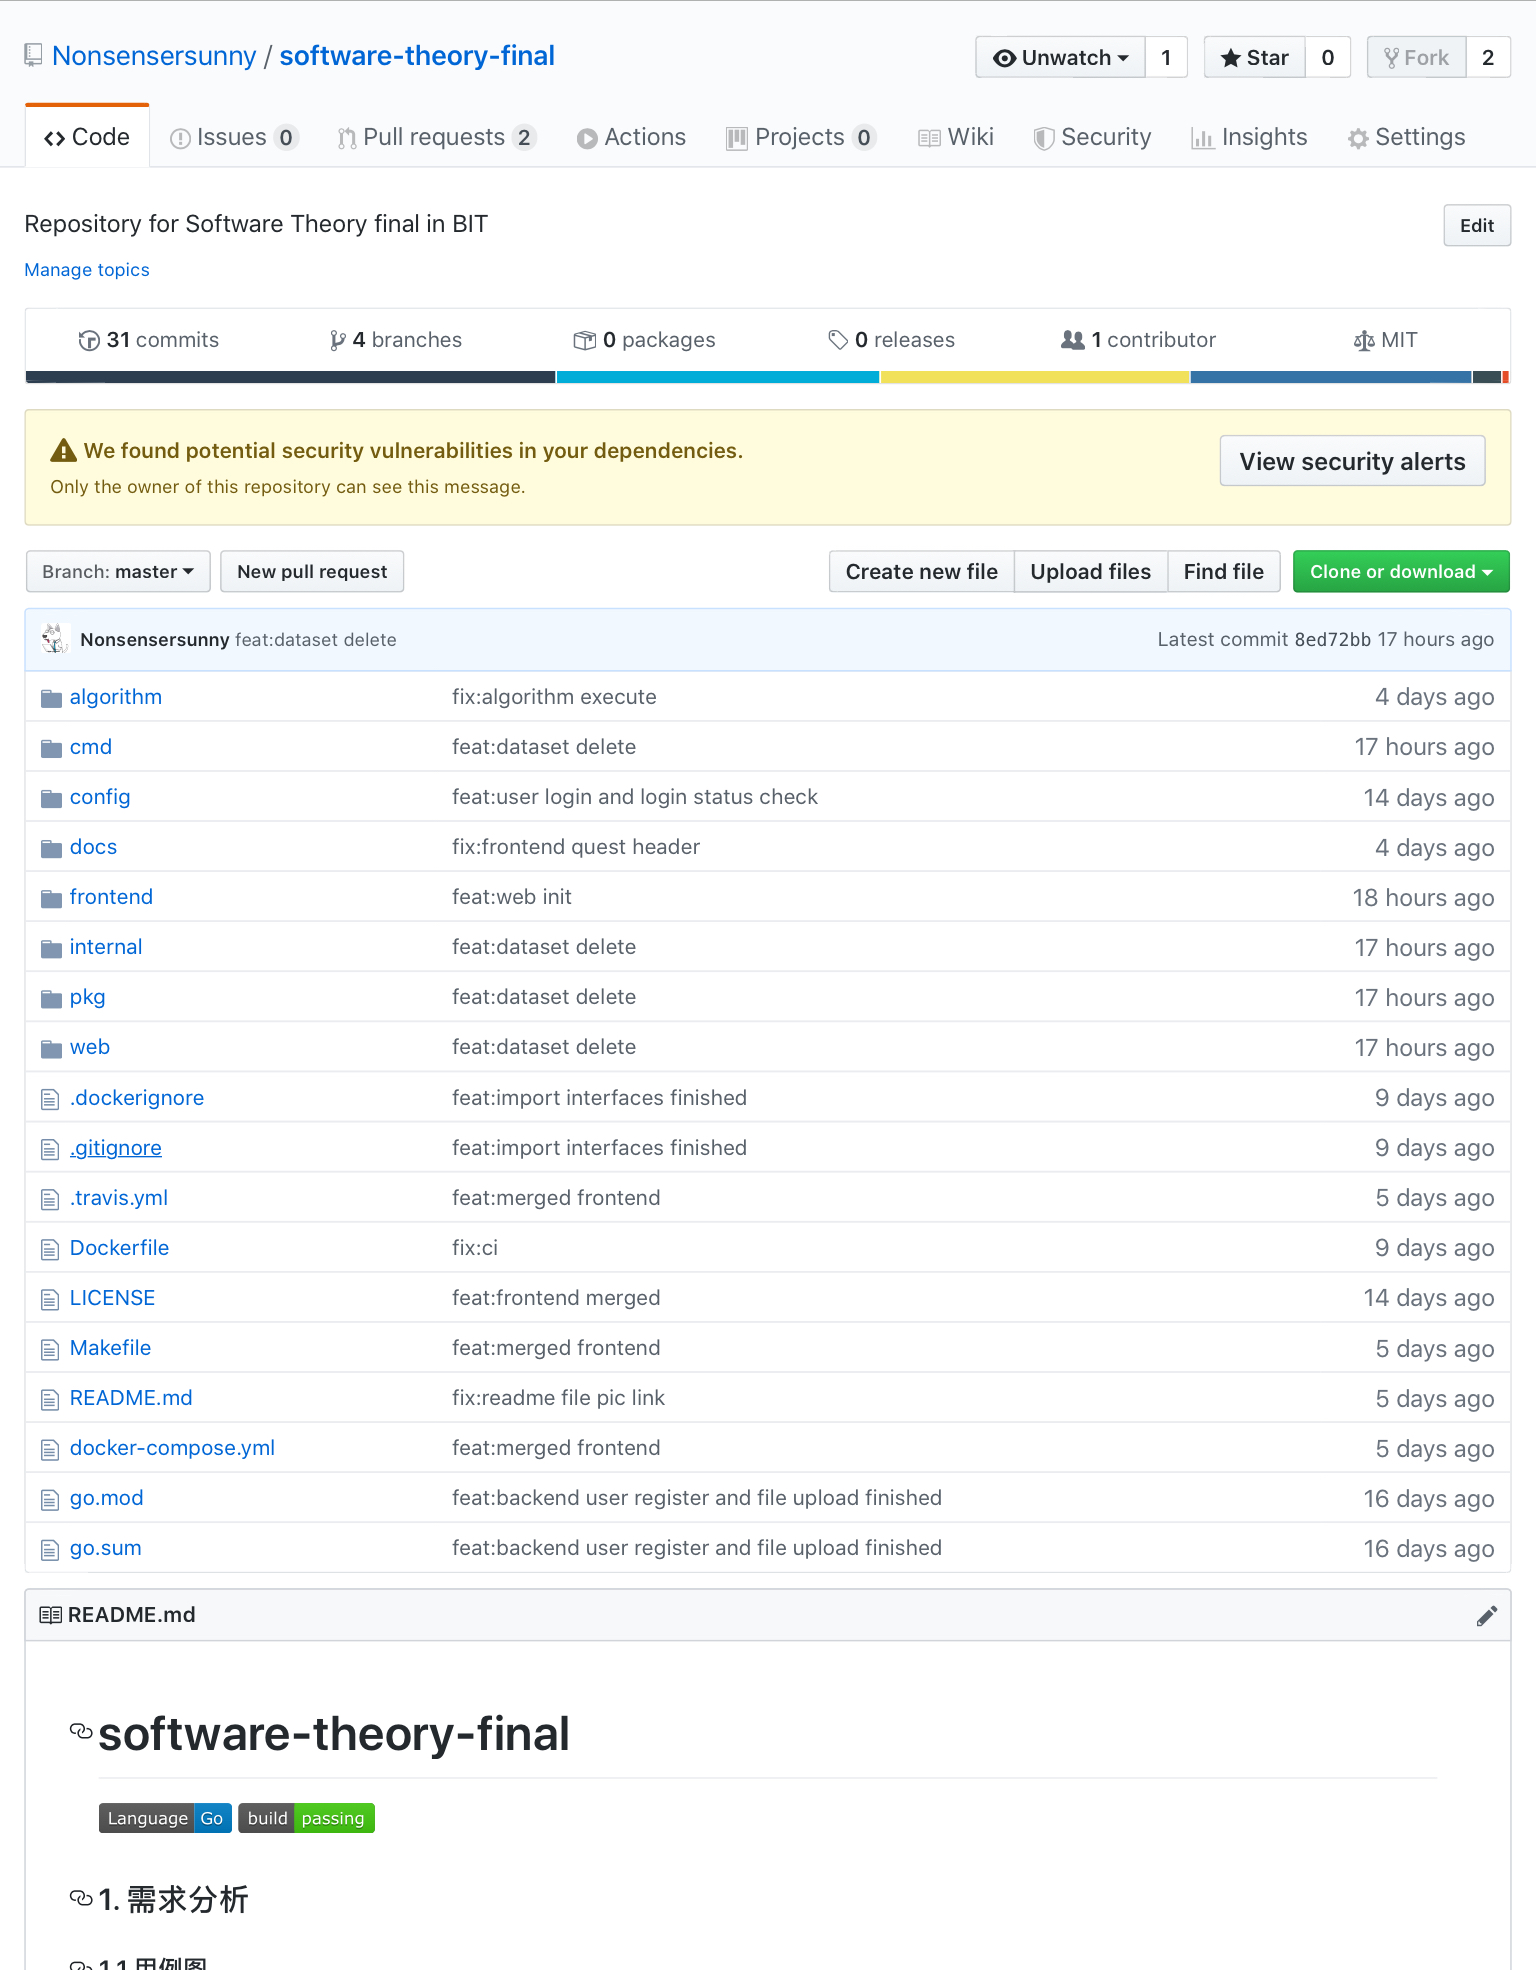 Nonsensersunny / software-theory-final
Unwatch 1 Star 0 Fork 2
Code Issues 0 Pull requests 2 Actions Projects 0 Wiki Security Insights Settings
Repository for Software Theory final in BIT
Edit
Manage topics
31 commits 4 branches 0 packages 0 releases 1 contributor MIT
We found potential security vulnerabilities in your dependencies.
Only the owner of this repository can see this message.
View security alerts
Branch: master New pull request Create new file Upload files Find file Clone or download
Nonsensersunny feat:dataset delete Latest commit 8ed72bb 17 hours ago
algorithm fix:algorithm execute 4 days ago
cmd feat:dataset delete 17 hours ago
config feat:user login and login status check 14 days ago
docs fix:frontend quest header 4 days ago
frontend feat:web init 18 hours ago
internal feat:dataset delete 17 hours ago
pkg feat:dataset delete 17 hours ago
web feat:dataset delete 17 hours ago
.dockerignore feat:import interfaces finished 9 days ago
.gitignore feat:import interfaces finished 9 days ago
.travis.yml feat:merged frontend 5 days ago
Dockerfile fix:ci 9 days ago
LICENSE feat:frontend merged 14 days ago
Makefile feat:merged frontend 5 days ago
README.md fix:readme file pic link 5 days ago
docker-compose.yml feat:merged frontend 5 days ago
go.mod feat:backend user register and file upload finished 16 days ago
go.sum feat:backend user register and file upload finished 16 days ago
README.md
software-theory-final
Language Go build passing
1. 需求分析
1.1 用例图